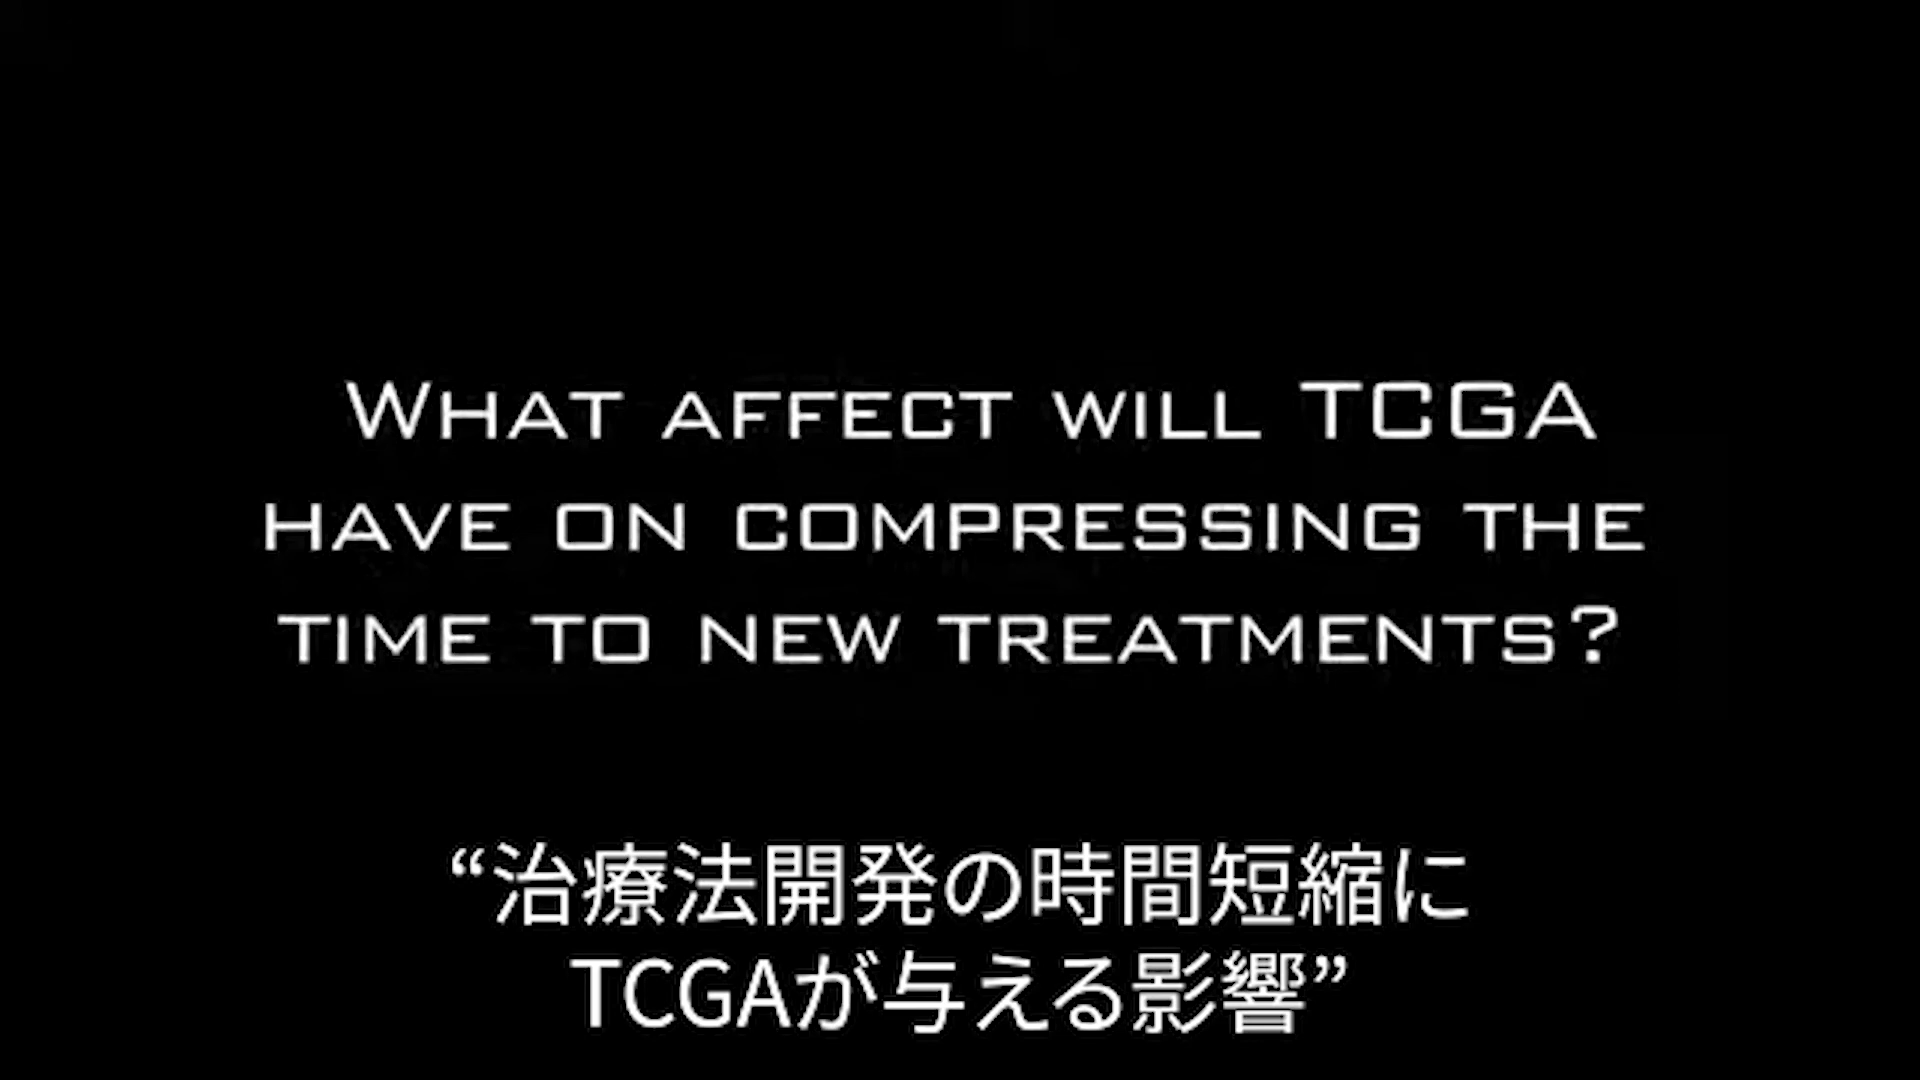 What affect will TCGA
have on compressing the
time to new treatments?
“治療法開発の時間短縮に
TCGAが与える影響”